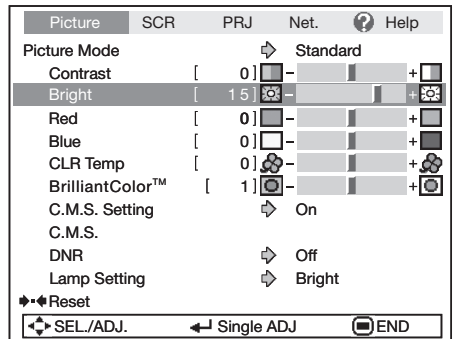 Picture SCR PRJ Net. ? Help
Picture Mode Standard
Contrast [ 0] - +
Bright [ 15] - +
Red [ 0] - +
Blue [ 0] - +
CLR Temp [ 0] - +
BrilliantColor™ [ 1] - +
C.M.S. Setting On
C.M.S.
DNR Off
Lamp Setting Bright
Reset
SEL./ADJ. Single ADJ END